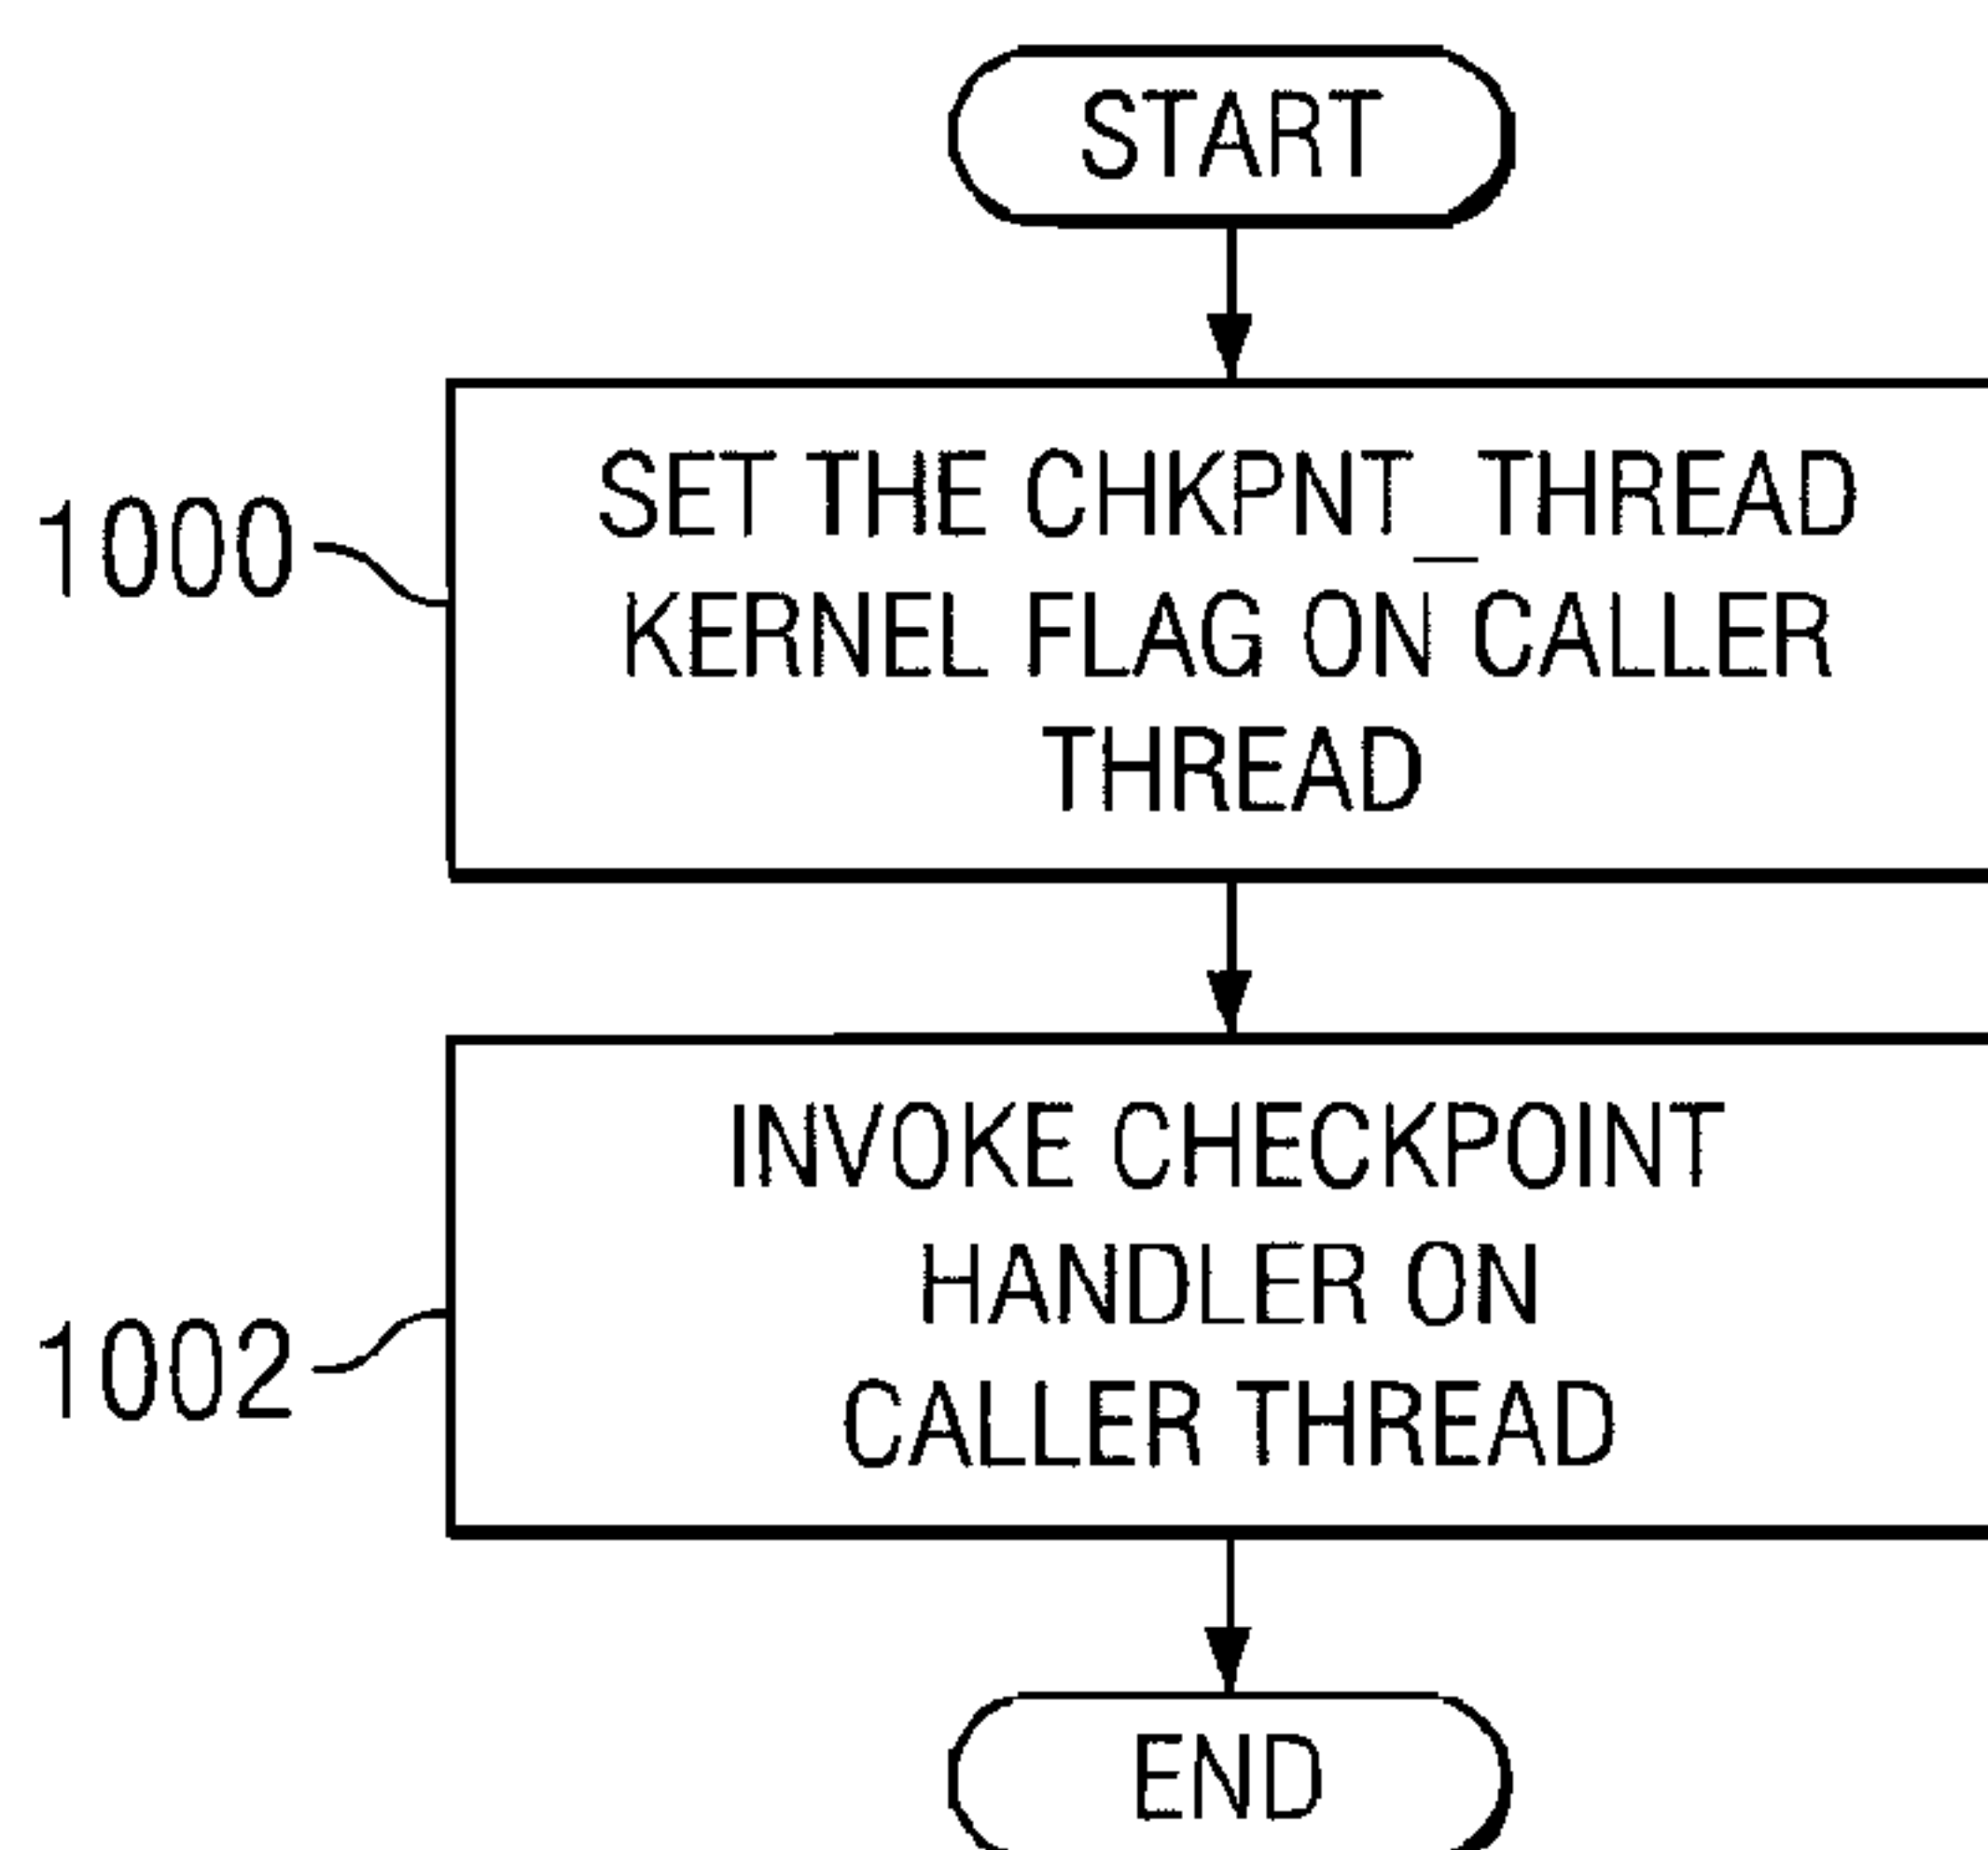 START
1000
SET THE CHKPNT_THREAD
KERNEL FLAG ON CALLER
THREAD
1002
INVOKE CHECKPOINT
HANDLER ON
CALLER THREAD
END